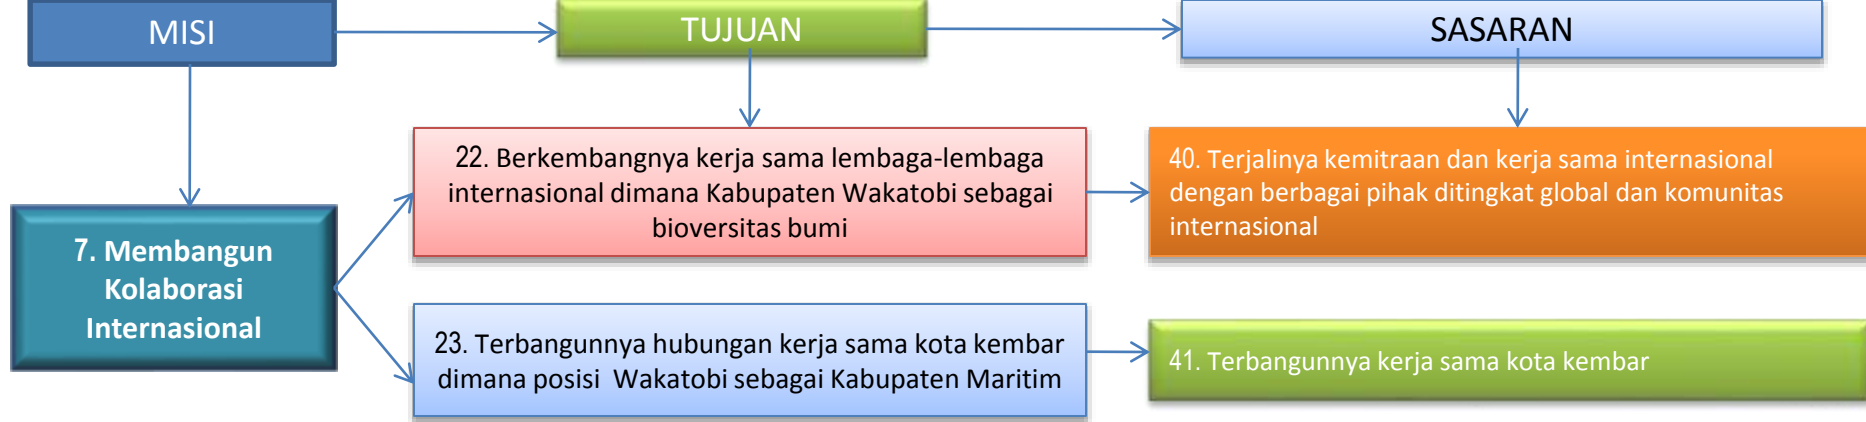 MISI
TUJUAN
SASARAN
7. Membangun
Kolaborasi
Internasional
22. Berkembangnya kerja sama lembaga-lembaga
internasional dimana Kabupaten Wakatobi sebagai
bioversitas bumi
40. Terjalinya kemitraan dan kerja sama internasional
dengan berbagai pihak ditingkat global dan komunitas
internasional
23. Terbangunnya hubungan kerja sama kota kembar
dimana posisi Wakatobi sebagai Kabupaten Maritim
41. Terbangunnya kerja sama kota kembar